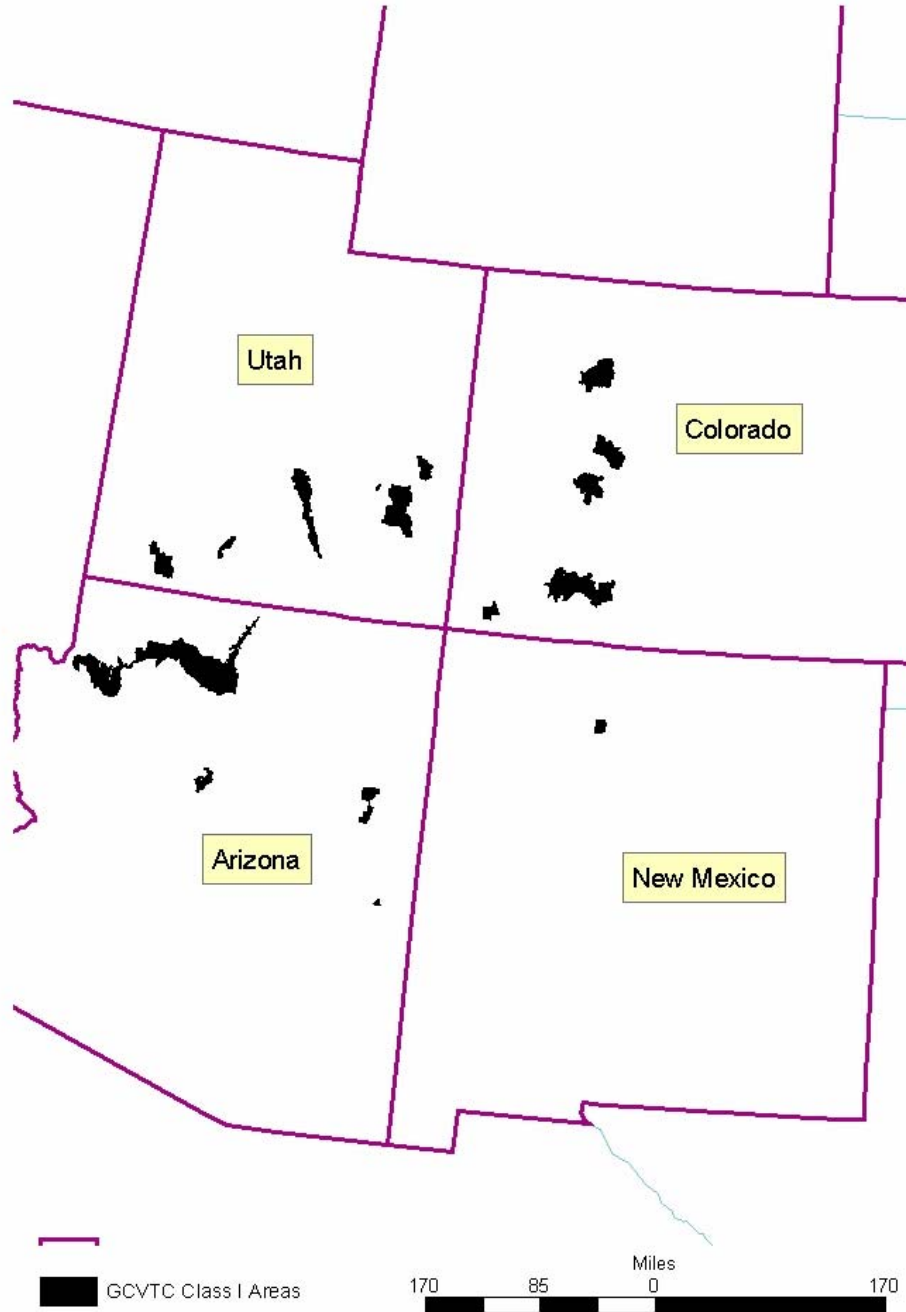 Utah
Colorado
Arizona
New Mexico
Miles
170 85 0 170
GCVTC Class I Areas